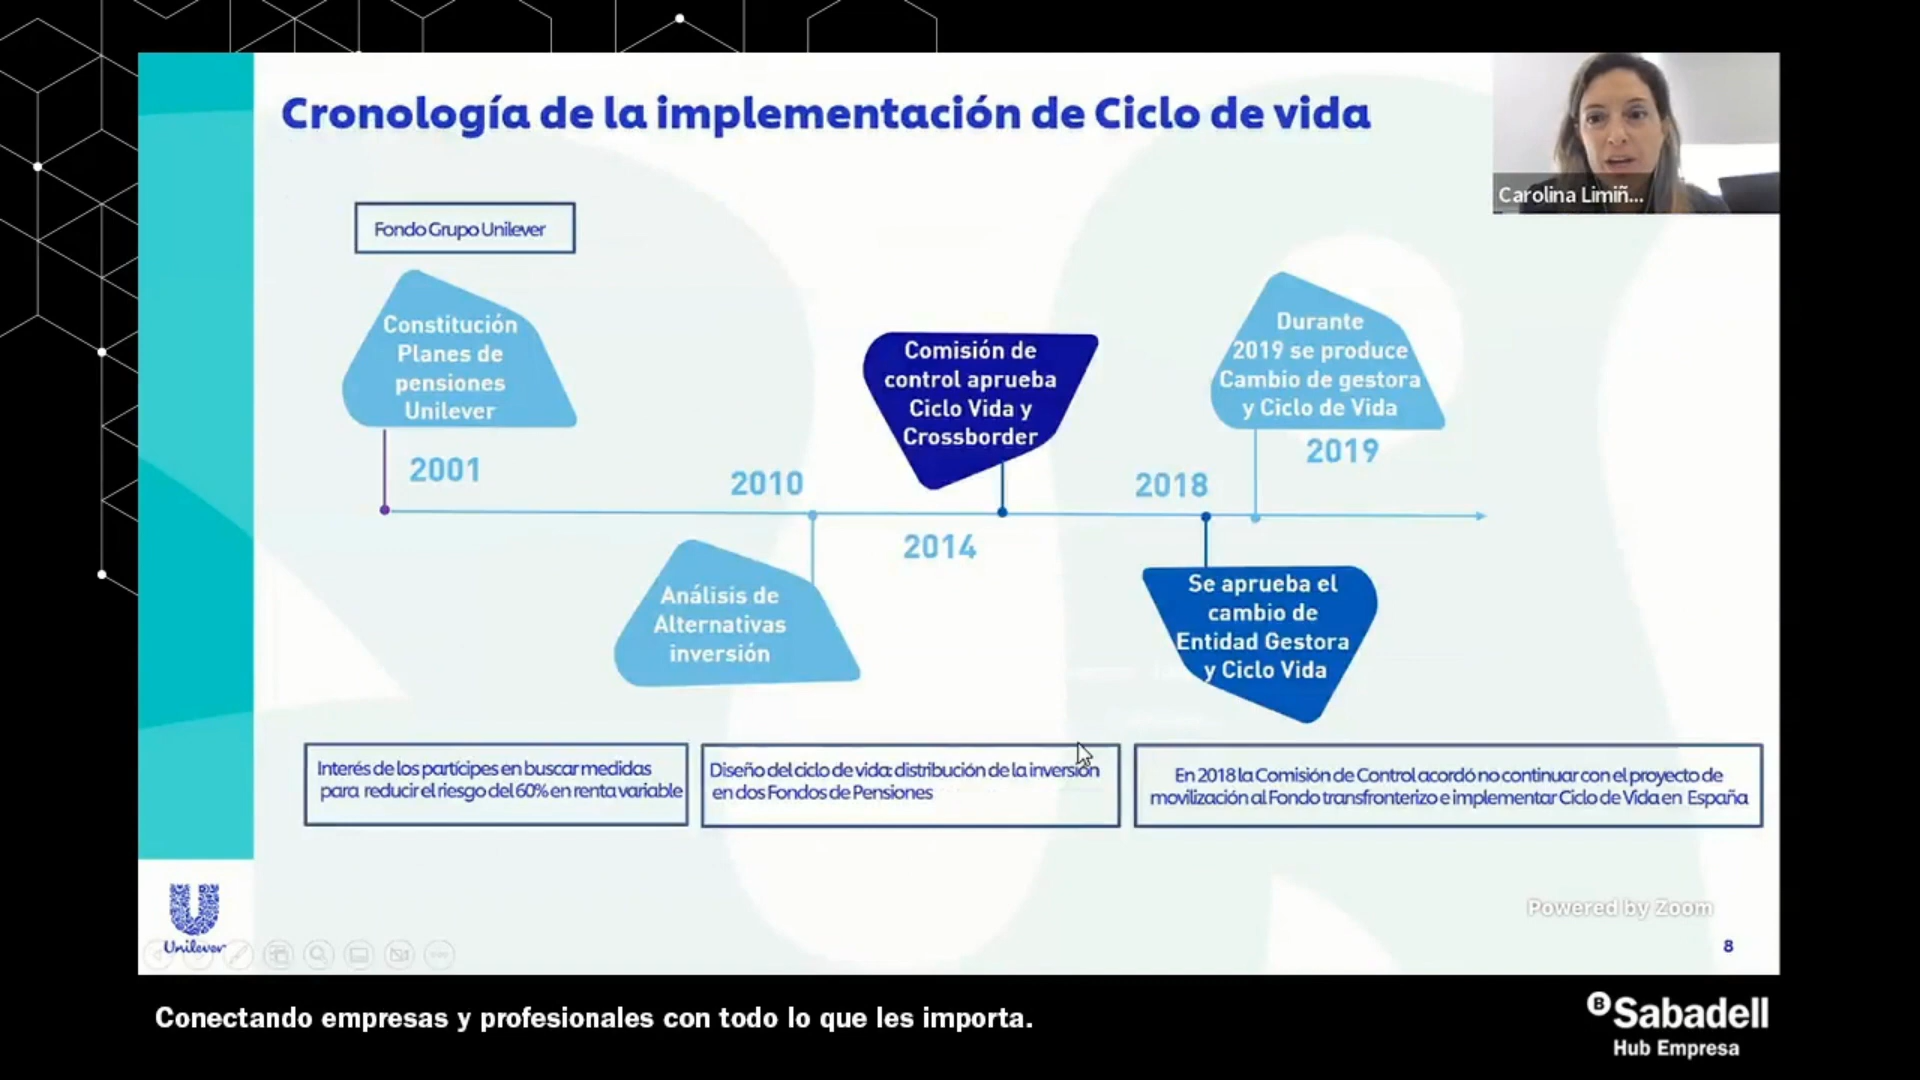 Cronología de la implementación de Ciclo de vida
Carolina Limiñ...
Fondo Grupo Unilever
Constitución
Planes de
pensiones
Unilever
2001
2010
Análisis de
Alternativas
inversión
Comisión de
control aprueba
Ciclo Vida y
Crossborder
2014
2018
Se aprueba el
cambio de
Entidad Gestora
y Ciclo Vida
Durante
2019 se produce
Cambio de gestora
y Ciclo de Vida
2019
Interés de los partícipes en buscar medidas
para reducir el riesgo del 60% en renta variable
Diseño del ciclo de vida: distribución de la inversión
en dos Fondos de Pensiones
En 2018 la Comisión de Control acordó no continuar con el proyecto de
movilización al Fondo transfronterizo e implementar Ciclo de Vida en España
Unilever
Powered by Zoom
8
Conectando empresas y profesionales con todo lo que les importa.
B Sabadell
Hub Empresa